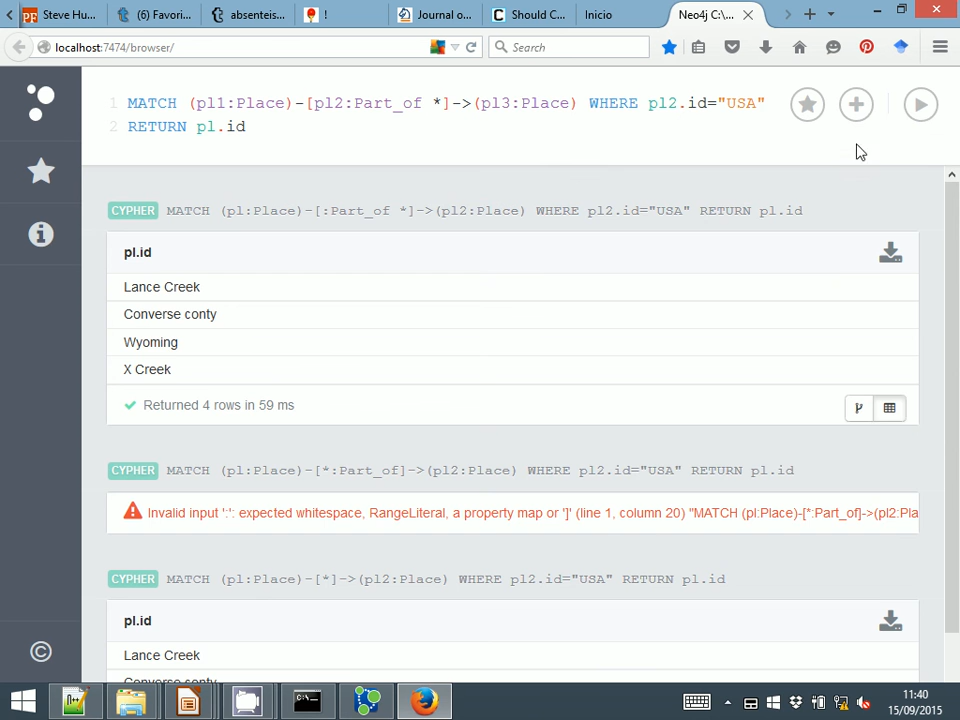 Steve Hu...
(6) Favori...
absenteis...
!
Journal o...
Should C...
Inicio
Neo4j C:\...
localhost:7474/browser/
Search
1 MATCH (pl1:Place)-[pl2:Part_of *]->(pl3:Place) WHERE pl2.id="USA"
2 RETURN pl.id
CYPHER MATCH (pl:Place)-[:Part_of *]->(pl2:Place) WHERE pl2.id="USA" RETURN pl.id
pl.id
Lance Creek
Converse conty
Wyoming
X Creek
Returned 4 rows in 59 ms
CYPHER MATCH (pl:Place)-[*:Part_of]->(pl2:Place) WHERE pl2.id="USA" RETURN pl.id
Invalid input ':': expected whitespace, RangeLiteral, a property map or ']' (line 1, column 20) "MATCH (pl:Place)-[*:Part_of]->(pl2:Pla
CYPHER MATCH (pl:Place)-[*]->(pl2:Place) WHERE pl2.id="USA" RETURN pl.id
pl.id
Lance Creek
Converse conty
11:40
15/09/2015